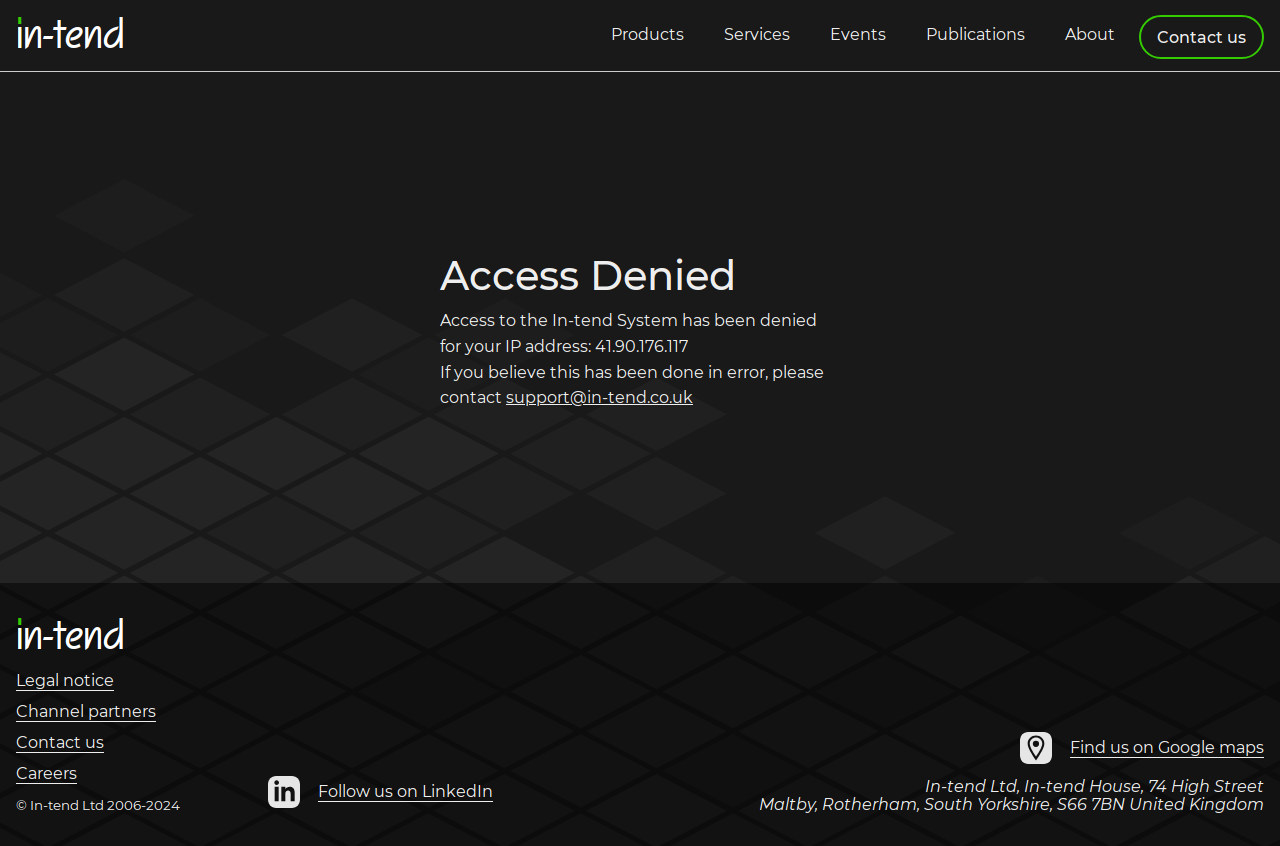 in-tend
Products
Services
Events
Publications
About
Contact us
Access Denied
Access to the In-tend System has been denied
for your IP address: 41.90.176.117
If you believe this has been done in error, please
contact support@in-tend.co.uk
in-tend
Legal notice
Channel partners
Contact us
Careers
© In-tend Ltd 2006-2024
in
Follow us on LinkedIn
Find us on Google maps
In-tend Ltd, In-tend House, 74 High Street
Maltby, Rotherham, South Yorkshire, S66 7BN United Kingdom